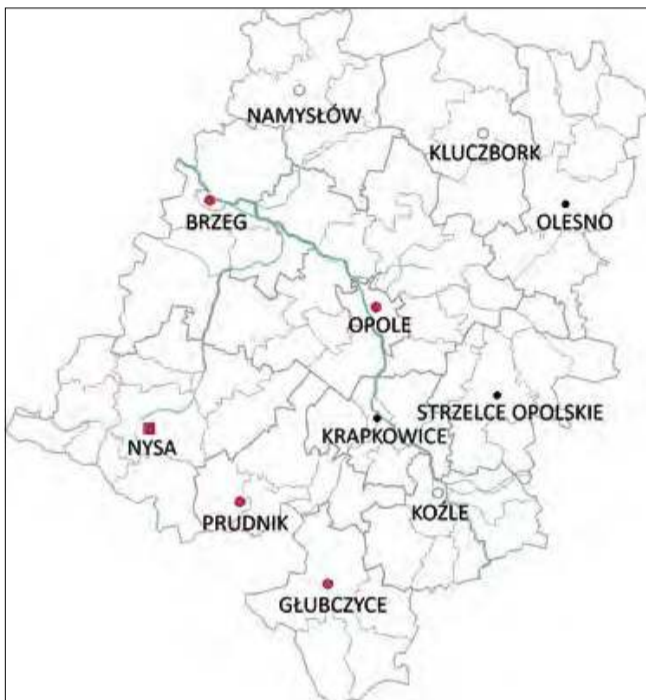 NAMYSŁÓW
KLUCZBORK
BRZEG
OLESNO
OPOLE
STRZELCE OPOLSKIE
KRAPKOWICE
NYSA
KOŹLE
PRUDNIK
GŁUBCZYCE